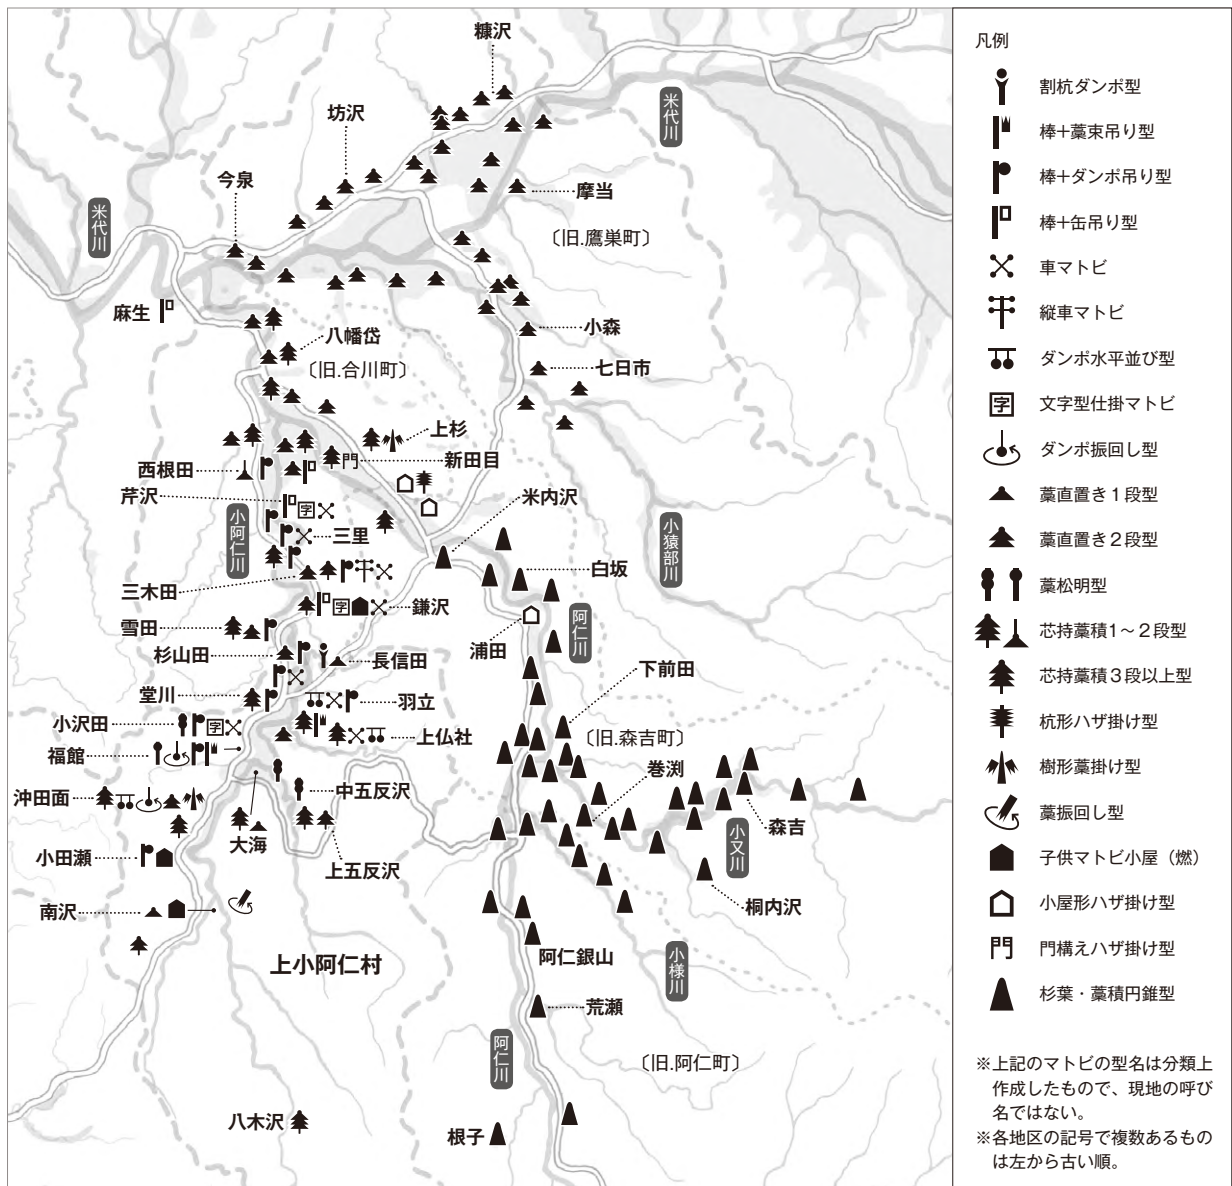 糠沢
米代川
坊沢
今泉
摩当
米代川
〔旧.鷹巣町〕
麻生
小森
八幡岱
〔旧.合川町〕
七日市
上杉
西根田
門
新田目
芹沢
字
米内沢
小阿仁川
三里
小猿部川
白坂
三木田
字
鎌沢
阿仁川
雪田
浦田
杉山田
長信田
下前田
堂川
羽立
小沢田
字
〔旧.森吉町〕
福館
上仏社
巻渕
沖田面
中五反沢
森吉
大海
小又川
小田瀬
上五反沢
南沢
桐内沢
上小阿仁村
阿仁銀山
小様川
荒瀬
阿仁川
〔旧.阿仁町〕
八木沢
根子
凡例
割杭ダンポ型
棒+藁束吊り型
棒+ダンポ吊り型
棒+缶吊り型
車マトビ
縦車マトビ
ダンポ水平並び型
字 文字型仕掛マトビ
ダンポ振回し型
藁直置き1段型
藁直置き2段型
藁松明型
芯持藁積1～2段型
芯持藁積3段以上型
杭形ハザ掛け型
樹形藁掛け型
藁振回し型
子供マトビ小屋（燃）
小屋形ハザ掛け型
門 門構えハザ掛け型
杉葉・藁積円錐型
※上記のマトビの型名は分類上
作成したもので、現地の呼び
名ではない。
※各地区の記号で複数あるもの
は左から古い順。